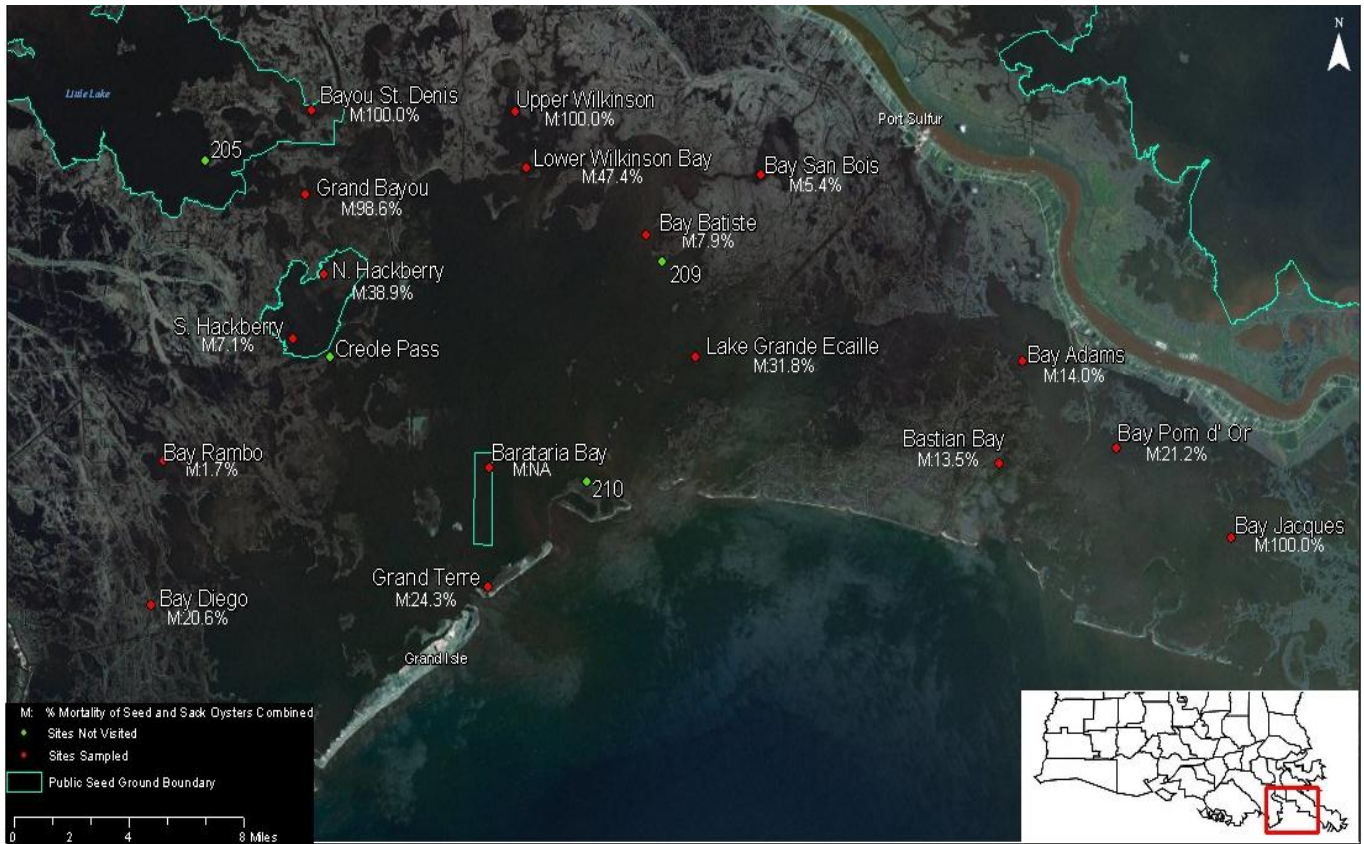 N
Little Lake
Bayou St. Denis
M:100.0%
Upper Wilkinson
M:100.0%
Port Sulfur
205
Lower Wilkinson Bay
M:47.4%
Bay San Bois
M:5.4%
Grand Bayou
M:98.6%
Bay Batiste
M:7.9%
209
N. Hackberry
M:38.9%
S. Hackberry
M:7.1%
Creole Pass
Lake Grande Ecaille
M:31.8%
Bay Adams
M:14.0%
Bay Rambo
M:1.7%
Barataria Bay
M:NA
210
Bastian Bay
M:13.5%
Bay Pom d' Or
M:21.2%
Bay Jacques
M:100.0%
Grand Terre
M:24.3%
Bay Diego
M:20.6%
Grand Isle
M: % Mortality of Seed and Sack Oysters Combined
Sites Not Visited
Sites Sampled
Public Seed Ground Boundary
0 2 4 8 Miles